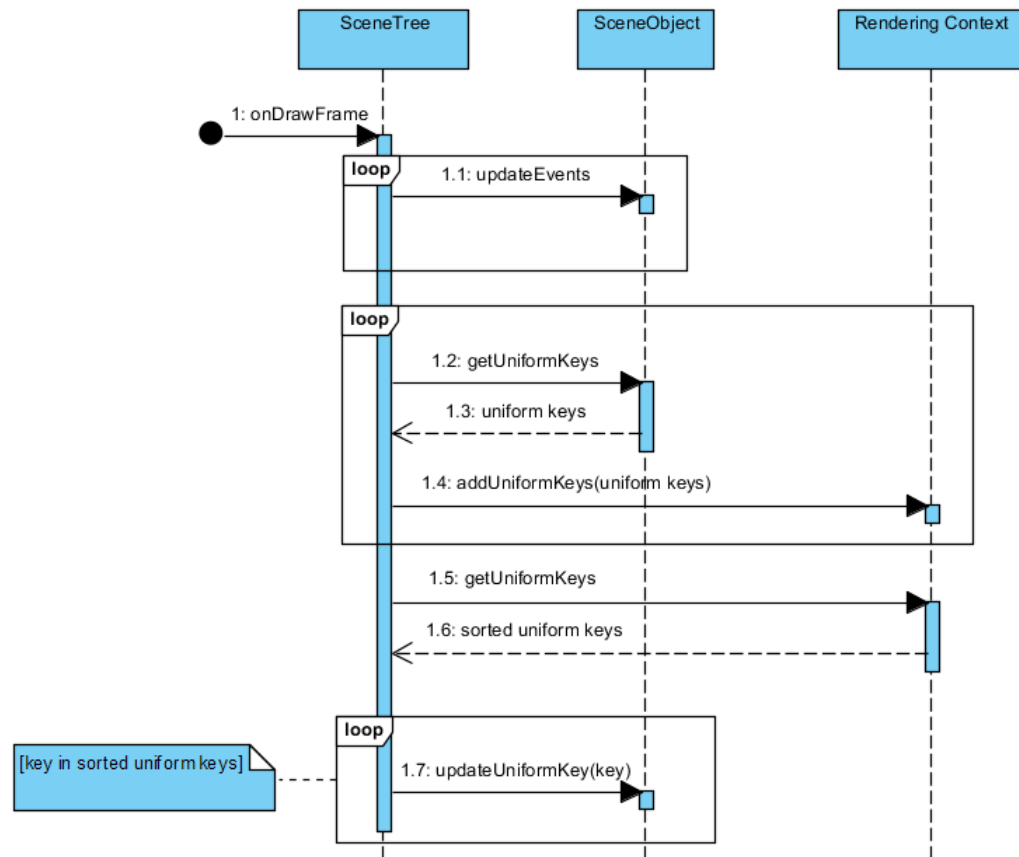 SceneTree
SceneObject
Rendering Context
1: onDrawFrame
loop
1.1: updateEvents
loop
1.2: getUniformKeys
1.3: uniform keys
1.4: addUniformKeys(uniform keys)
1.5: getUniformKeys
1.6: sorted uniform keys
loop
[key in sorted uniform keys]
1.7: updateUniformKey(key)